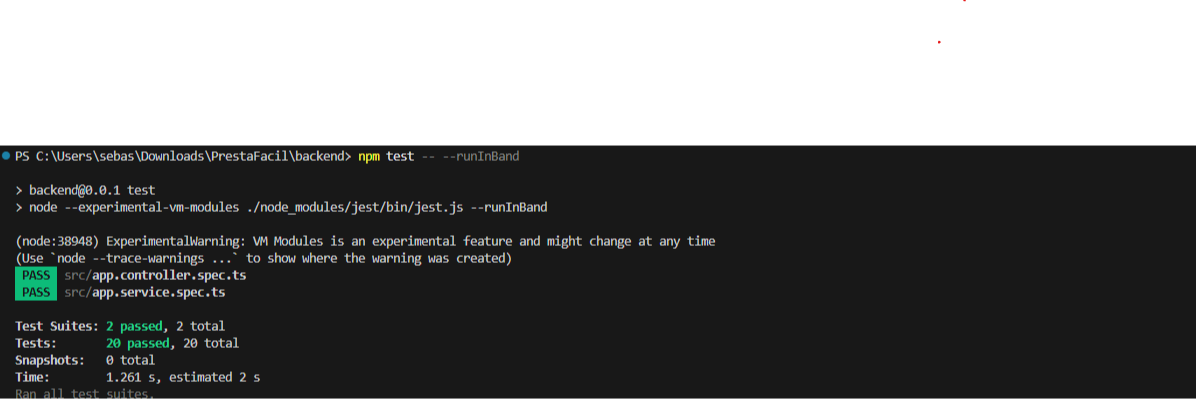 PS C:\Users\sebas\Downloads\PrestaFacil\backend> npm test -- --runInBand
> backend@0.0.1 test
> node --experimental-vm-modules ./node_modules/jest/bin/jest.js --runInBand
(node:38948) ExperimentalWarning: VM Modules is an experimental feature and might change at any time
(Use `node --trace-warnings ...` to show where the warning was created)
PASS src/app.controller.spec.ts
PASS src/app.service.spec.ts
Test Suites: 2 passed, 2 total
Tests: 20 passed, 20 total
Snapshots: 0 total
Time: 1.261 s, estimated 2 s
Ran all test suites.